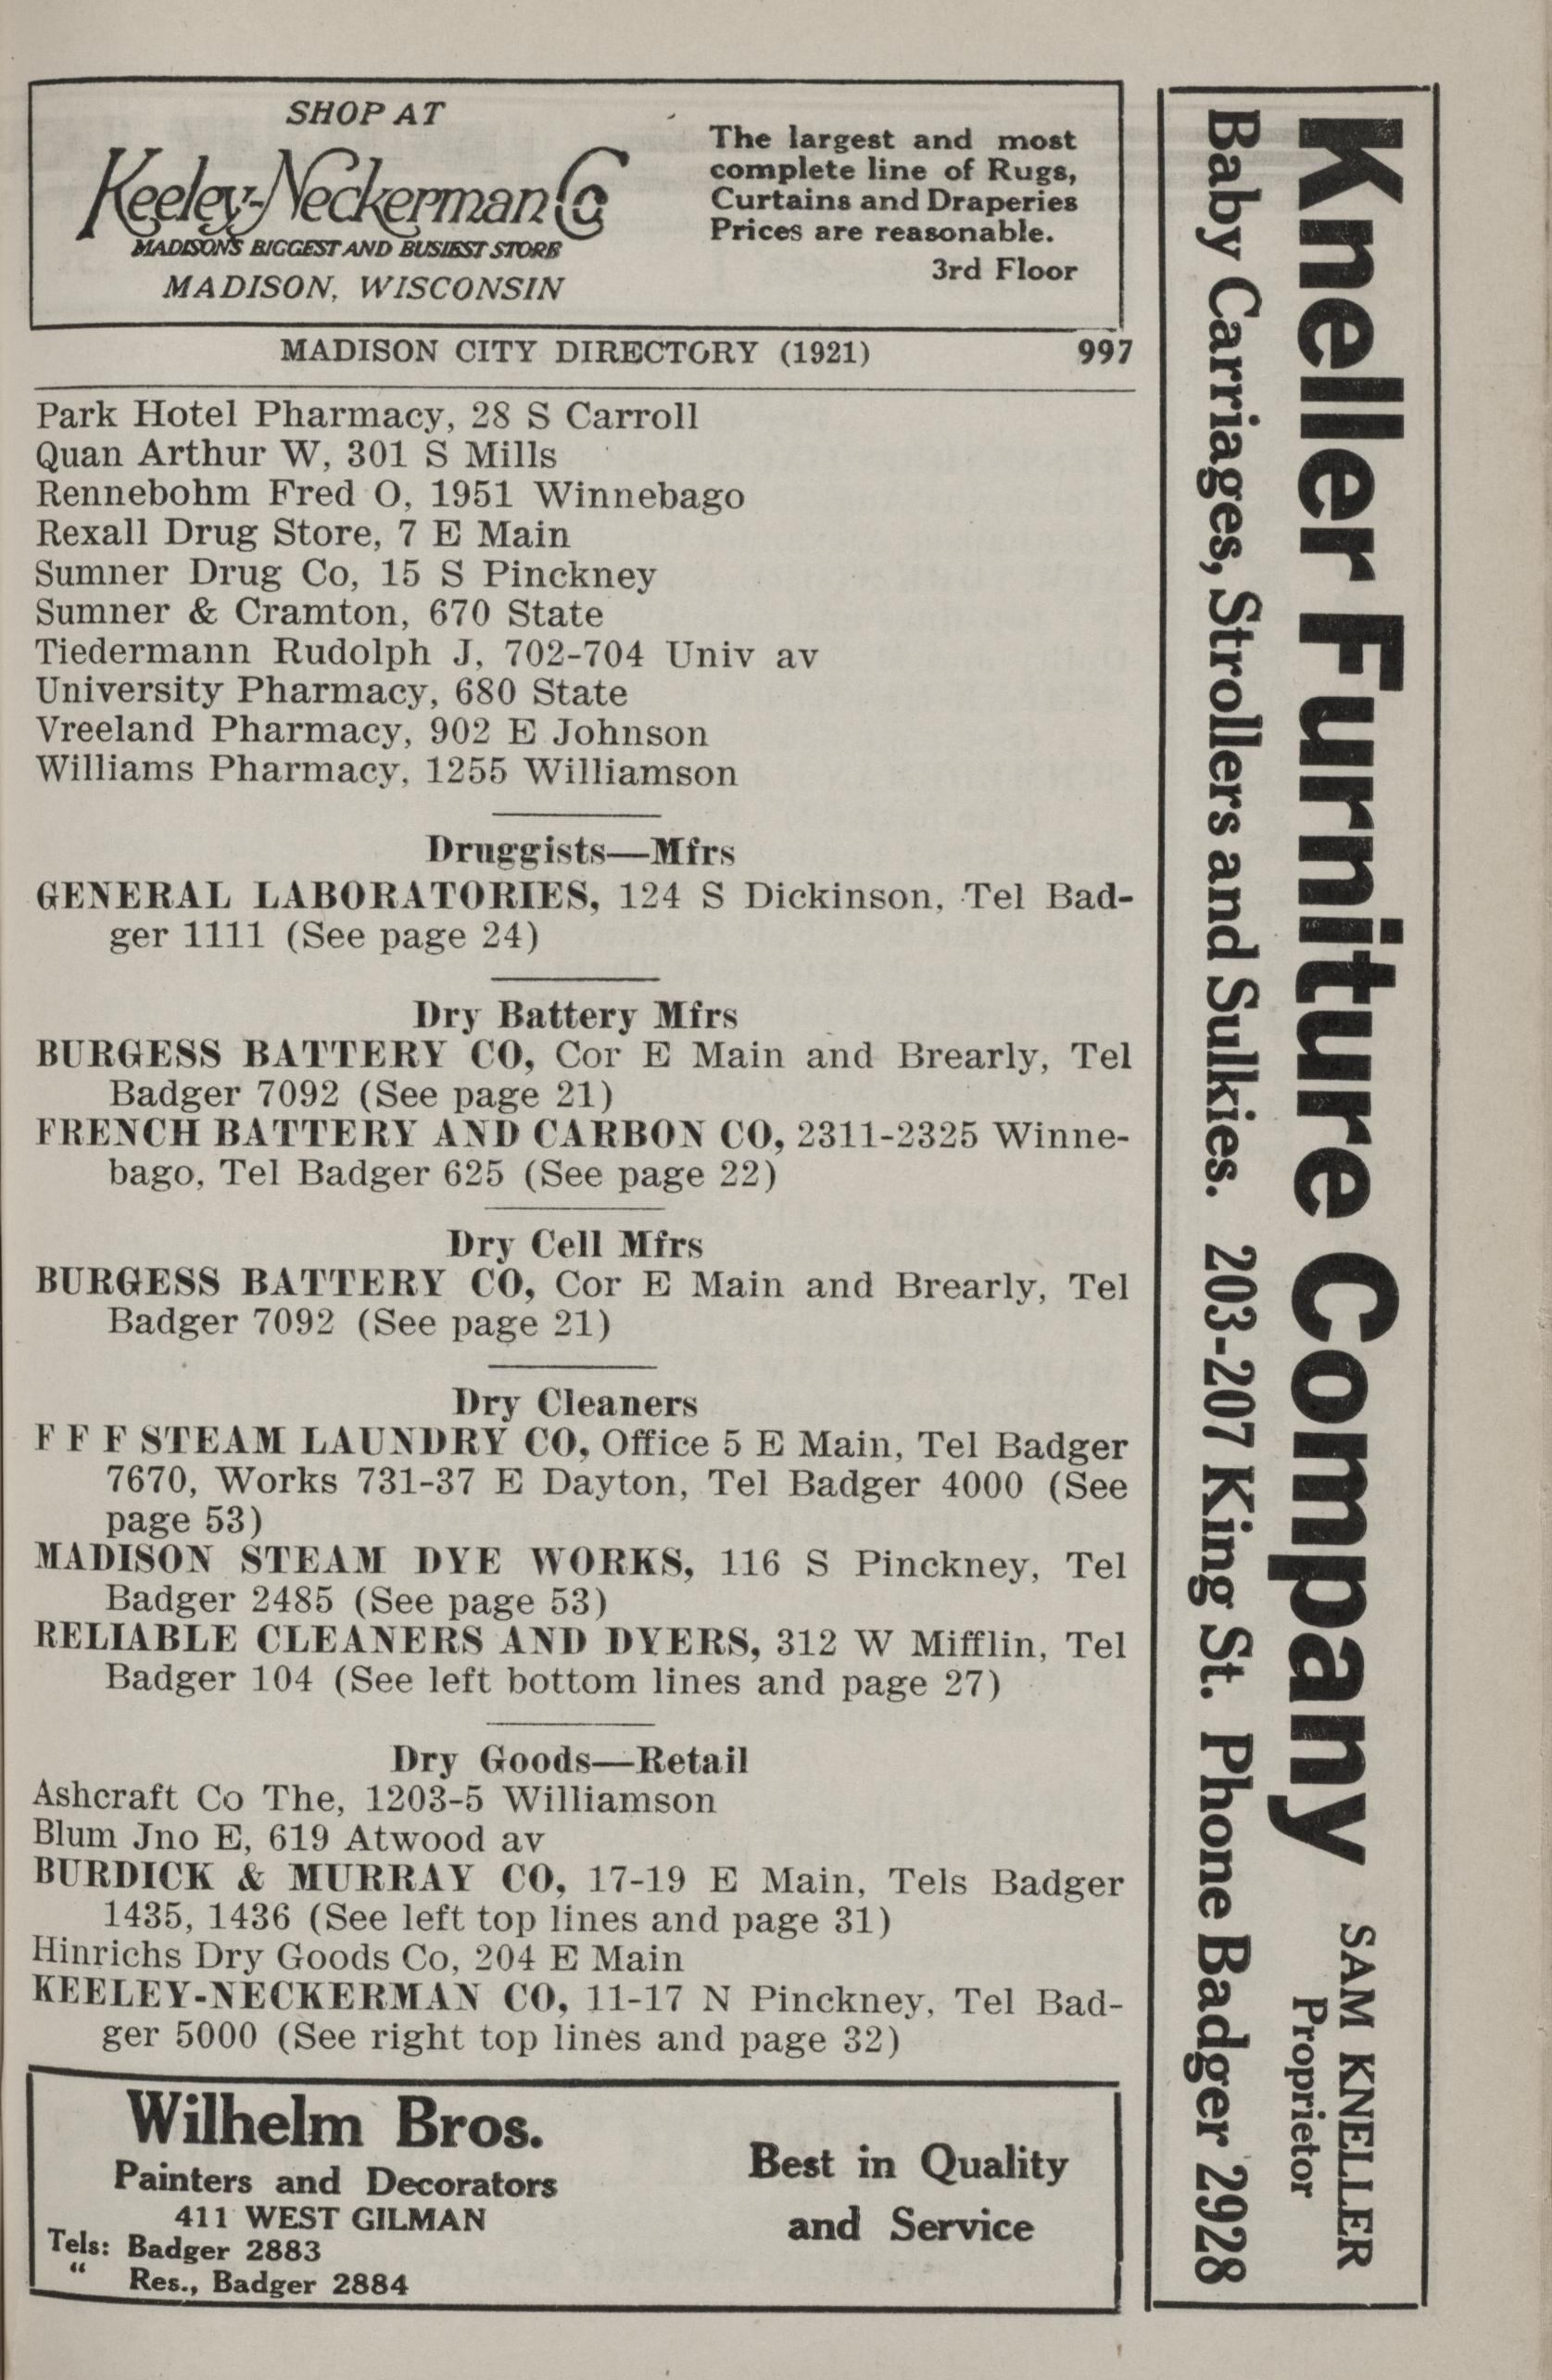 SHOP AT
Keeley-Neckerman Co
MADISON'S BIGGEST AND BUSIEST STORE
MADISON, WISCONSIN
The largest and most
complete line of Rugs,
Curtains and Draperies
Prices are reasonable.
3rd Floor
MADISON CITY DIRECTORY (1921) 997
Park Hotel Pharmacy, 28 S Carroll
Quan Arthur W, 301 S Mills
Rennebohm Fred O, 1951 Winnebago
Rexall Drug Store, 7 E Main
Sumner Drug Co, 15 S Pinckney
Sumner & Cramton, 670 State
Tiedermann Rudolph J, 702-704 Univ av
University Pharmacy, 680 State
Vreeland Pharmacy, 902 E Johnson
Williams Pharmacy, 1255 Williamson
Druggists—Mfrs
GENERAL LABORATORIES, 124 S Dickinson, Tel Bad-
ger 1111 (See page 24)
Dry Battery Mfrs
BURGESS BATTERY CO, Cor E Main and Brearly, Tel
Badger 7092 (See page 21)
FRENCH BATTERY AND CARBON CO, 2311-2325 Winne-
bago, Tel Badger 625 (See page 22)
Dry Cell Mfrs
BURGESS BATTERY CO, Cor E Main and Brearly, Tel
Badger 7092 (See page 21)
Dry Cleaners
F F F STEAM LAUNDRY CO, Office 5 E Main, Tel Badger
7670, Works 731-37 E Dayton, Tel Badger 4000 (See
page 53)
MADISON STEAM DYE WORKS, 116 S Pinckney, Tel
Badger 2485 (See page 53)
RELIABLE CLEANERS AND DYERS, 312 W Mifflin, Tel
Badger 104 (See left bottom lines and page 27)
Dry Goods—Retail
Ashcraft Co The, 1203-5 Williamson
Blum Jno E, 619 Atwood av
BURDICK & MURRAY CO, 17-19 E Main, Tels Badger
1435, 1436 (See left top lines and page 31)
Hinrichs Dry Goods Co, 204 E Main
KEELEY-NECKERMAN CO, 11-17 N Pinckney, Tel Bad-
ger 5000 (See right top lines and page 32)
Wilhelm Bros.
Painters and Decorators
411 WEST GILMAN
Tels: Badger 2883
" Res., Badger 2884
Best in Quality
and Service
Kneller Furniture Company
SAM KNELLER
Proprietor
Baby Carriages, Strollers and Sulkies. 203-207 King St. Phone Badger 2928